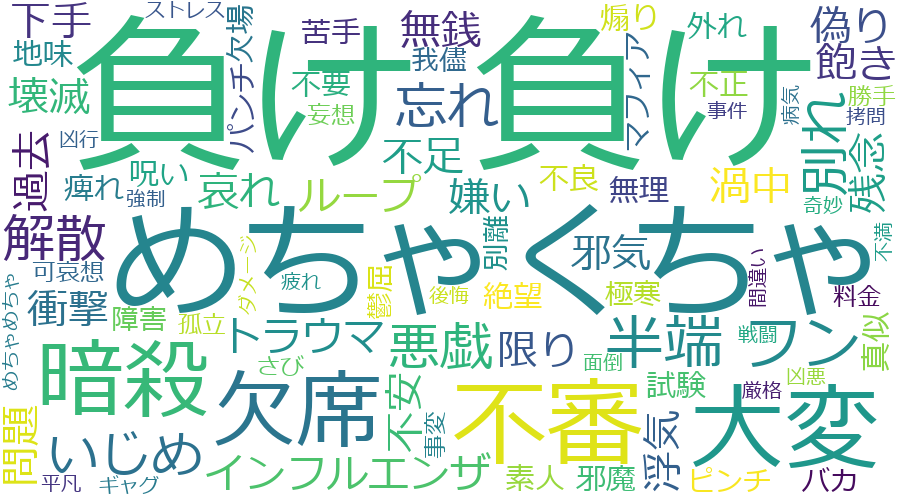 下手
ストレス
欠場
苦手
無銭
煽り
外れ
偽り
地味
負け
負け
我儘
飽き
壊滅
パンチ
不要
妄想
忘れ
マフィア
不正
事件
病気
勝手
拷問
凶行
過去
痺れ
呪い
強制
哀れ
ループ
不足
嫌い
不良
無理
渦中
別れ
残念
奇妙
解散
めちゃくちゃ
別離
邪気
不満
可哀想
めちゃめちゃ
衝撃
障害
孤立
ダメージ
疲れ
鬱屈
後悔
絶望
極寒
間違い
料金
トラウマ
悪戯
限り
半端
戦闘
フン
真似
暗殺
さび
欠席
不安
事変
不審
面倒
試験
厳格
凶悪
大変
問題
いじめ
浮気
平凡
ギャグ
インフルエンザ
素人
邪魔
ピンチ
バカ